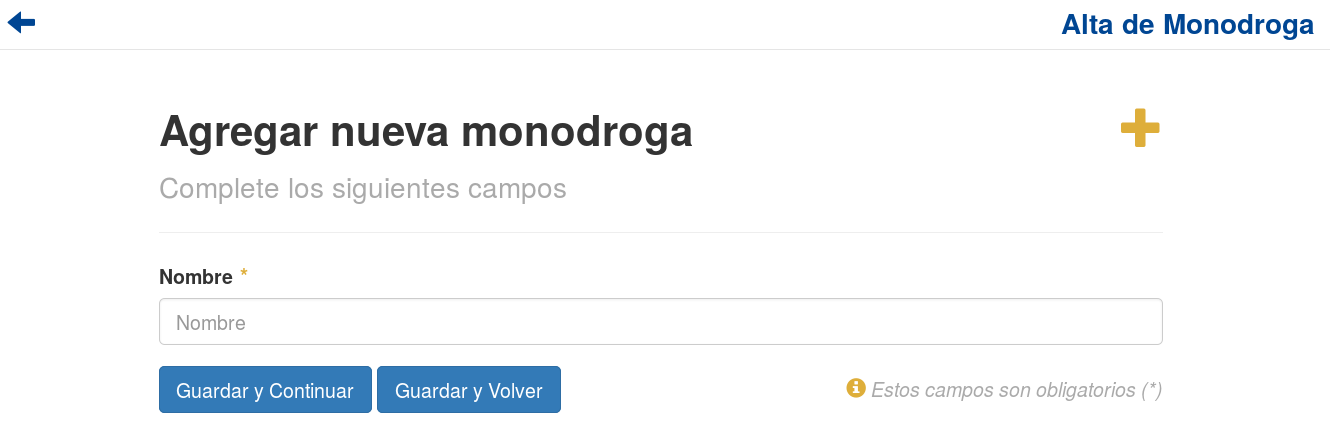 Alta de Monodroga
Agregar nueva monodroga
Complete los siguientes campos
Nombre *
Nombre
Guardar y Continuar
Guardar y Volver
Estos campos son obligatorios (*)